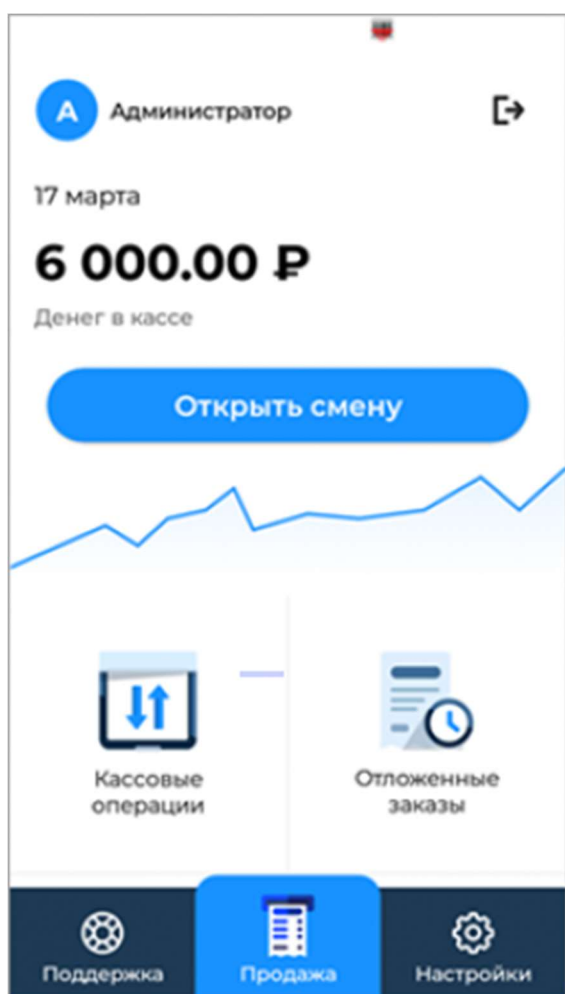 А Администратор
17 марта
6 000.00 ₽
Денег в кассе
Открыть смену
Кассовые
операции
Отложенные
заказы
Поддержка
Продажа
Настройки